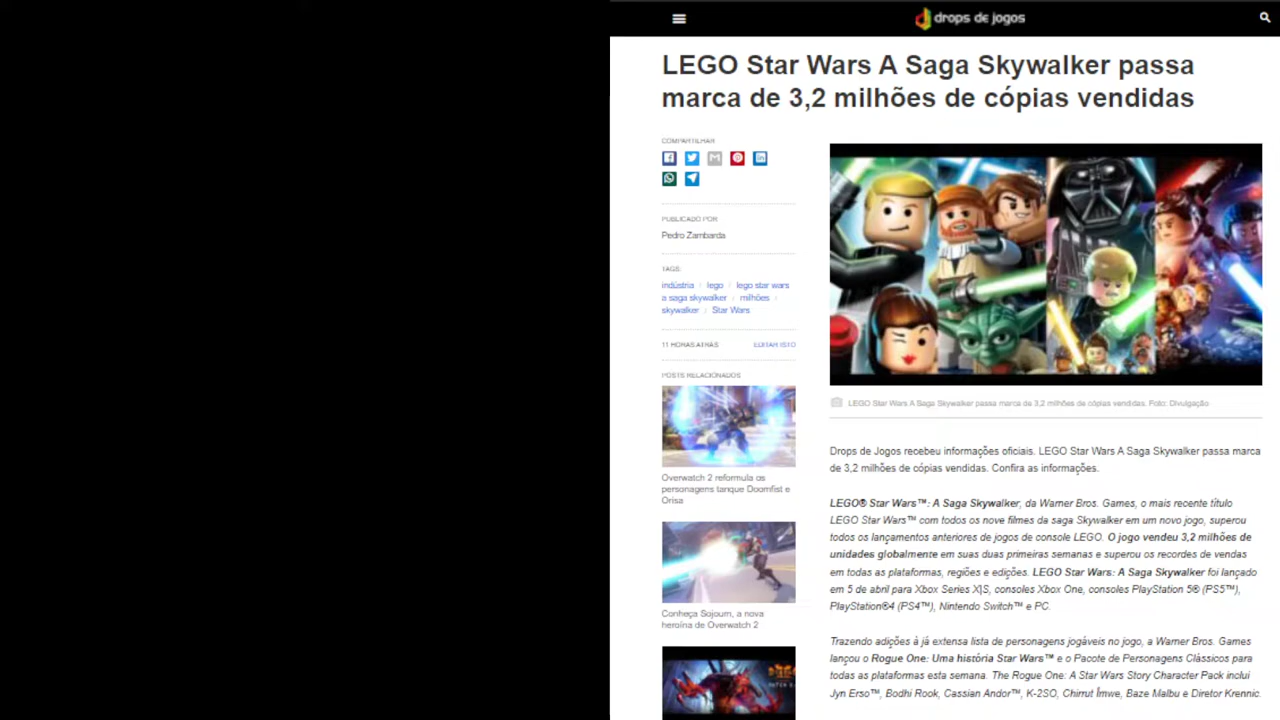 drops de jogos
LEGO Star Wars A Saga Skywalker passa
marca de 3,2 milhões de cópias vendidas
COMPARTILHAR
PUBLICADO POR
Pedro Zambarda
TAGS:
indústria / lego / lego star wars
a saga skywalker / milhões /
skywalker / Star Wars
11 HORAS ATRÁS EDITAR ISTO
POSTS RELACIONADOS
Overwatch 2 reformula os
personagens tanque Doomfist e
Orisa
Conheça Sojourn, a nova
heroína de Overwatch 2
LEGO Star Wars A Saga Skywalker passa marca de 3,2 milhões de cópias vendidas. Foto: Divulgação
Drops de Jogos recebeu informações oficiais. LEGO Star Wars A Saga Skywalker passa marca
de 3,2 milhões de cópias vendidas. Confira as informações.
LEGO® Star Wars™: A Saga Skywalker, da Warner Bros. Games, o mais recente título
LEGO Star Wars™ com todos os nove filmes da saga Skywalker em um novo jogo, superou
todos os lançamentos anteriores de jogos de console LEGO. O jogo vendeu 3,2 milhões de
unidades globalmente em suas duas primeiras semanas e superou os recordes de vendas
em todas as plataformas, regiões e edições. LEGO Star Wars: A Saga Skywalker foi lançado
em 5 de abril para Xbox Series X|S, consoles Xbox One, consoles PlayStation 5® (PS5™),
PlayStation®4 (PS4™), Nintendo Switch™ e PC.
Trazendo adições à já extensa lista de personagens jogáveis no jogo, a Warner Bros. Games
lançou o Rogue One: Uma história Star Wars™ e o Pacote de Personagens Clássicos para
todas as plataformas esta semana. The Rogue One: A Star Wars Story Character Pack inclui
Jyn Erso™, Bodhi Rook, Cassian Andor™, K-2SO, Chirrut Îmwe, Baze Malbu e Diretor Krennic.